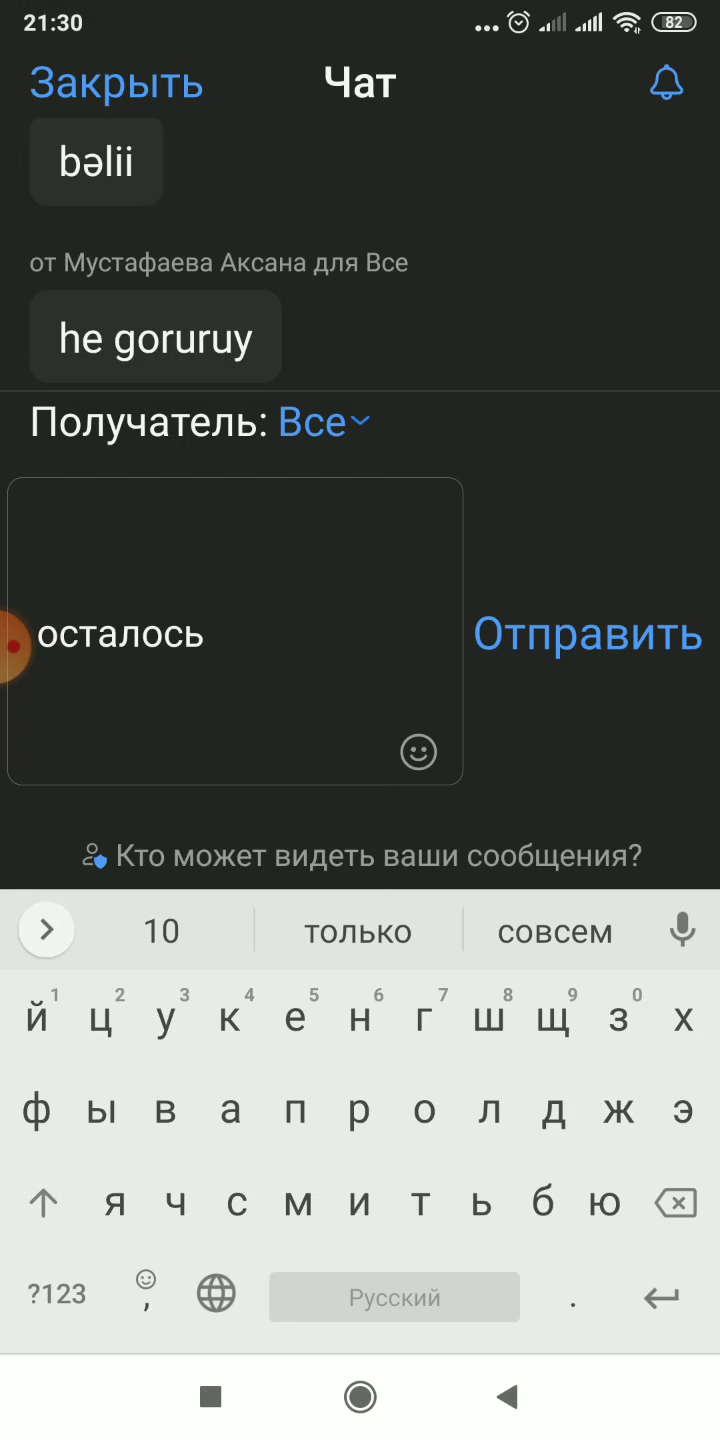 21:30
82
Закрыть
Чат
bəlii
от Мустафаева Аксана для Все
he goruruy
Получатель: Все
осталось
Отправить
Кто может видеть ваши сообщения?
10 только совсем
1 2 3 4 5 6 7 8 9 0
й ц у к е н г ш щ з х
ф ы в а п р о л д ж э
я ч с м и т ь б ю
?123 , Русский .